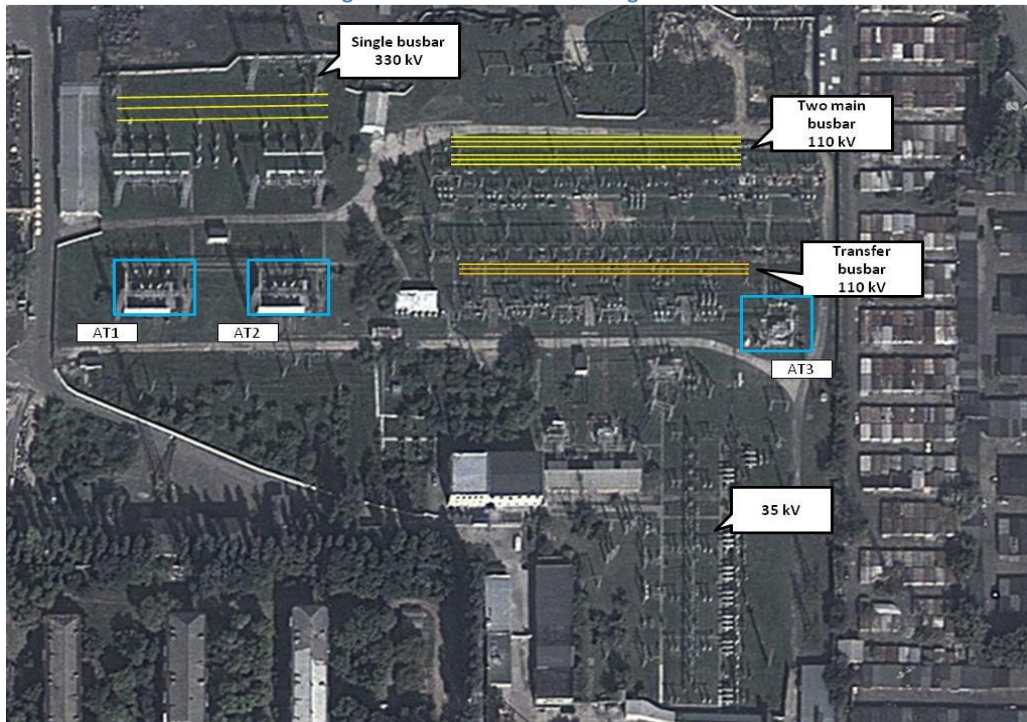 Single busbar
330 kV
Two main
busbar
110 kV
Transfer
busbar
110 kV
AT1
AT2
AT3
35 kV